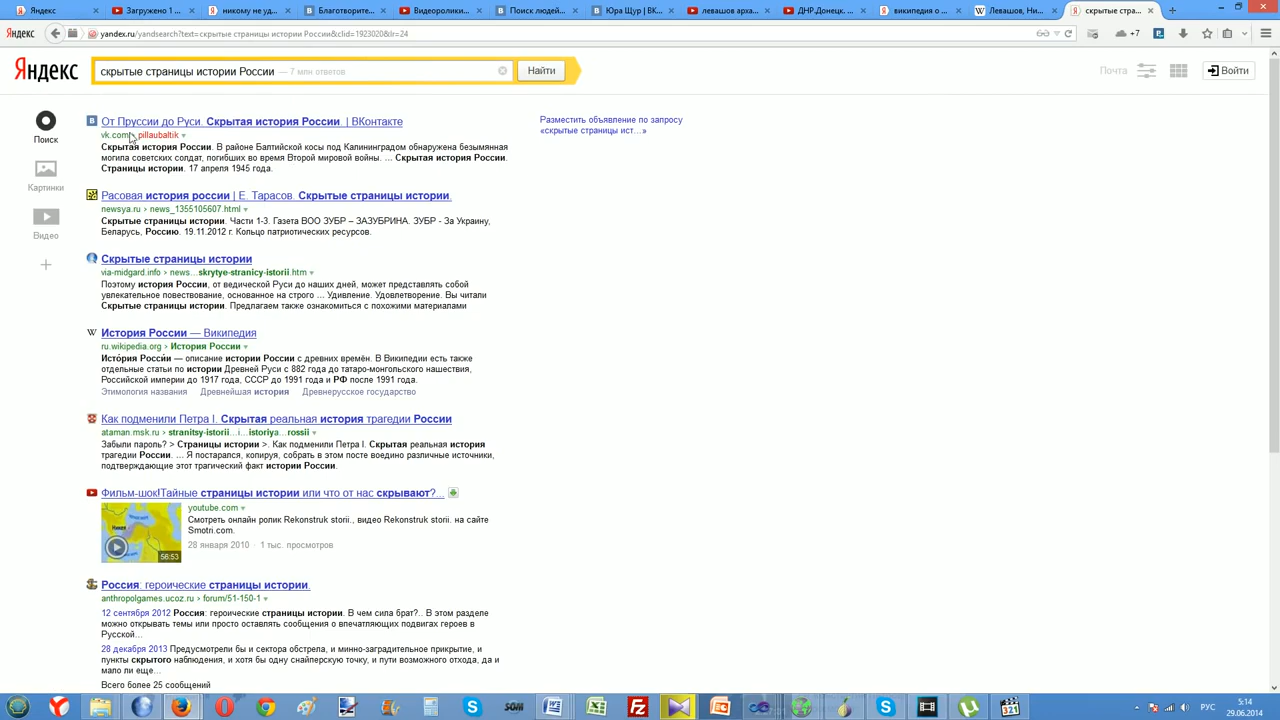 Яндекс
никому не уд...
Благотворите...
Видеоролики...
Поиск людей...
Юра Щур | ВК...
левашов архаз...
ДНР.Донецк. ...
википедия о ...
W Левашов, Ни...
скрытые стра...
Яндекс
yandex.ru/yandsearch?text=скрытые страницы истории России&clid=1923020&lr=24
+7
Яндекс
скрытые страницы истории России — 7 млн ответов
Найти
Почта
Войти
Поиск
Картинки
Видео
От Пруссии до Руси. Скрытая история России. | ВКонтакте
vk.com › pillaubaltik
Скрытая история России. В районе Балтийской косы под Калининградом обнаружена безымянная
могила советских солдат, погибших во время Второй мировой войны. ... Скрытая история России.
Страницы истории. 17 апреля 1945 года.
Разместить объявление по запросу
«скрытые страницы ист...»
Расовая история россии | Е. Тарасов. Скрытые страницы истории.
newsya.ru › news_1355105607.html
Скрытые страницы истории. Части 1-3. Газета ВОО ЗУБР – ЗАЗУБРИНА. ЗУБР - За Украину,
Беларусь, Россию. 19.11.2012 г. Кольцо патриотических ресурсов.
Скрытые страницы истории
via-midgard.info › news...skrytye-stranicy-istorii.htm
Поэтому история России, от ведической Руси до наших дней, может представлять собой
увлекательное повествование, основанное на строго ... Удивление. Удовлетворение. Вы читали
Скрытые страницы истории. Предлагаем также ознакомиться с похожими материалами
W История России — Википедия
ru.wikipedia.org › История России
Исто́рия Росси́и — описание истории России с древних времён. В Википедии есть также
отдельные статьи по истории Древней Руси с 882 года до татаро-монгольского нашествия,
Российской империи до 1917 года, СССР до 1991 года и РФ после 1991 года.
Этимология названия Древнейшая история Древнерусское государство
Как подменили Петра I. Скрытая реальная история трагедии России
ataman.msk.ru › stranitsy-istorii...i...istoriya...rossii
Забыли пароль? > Страницы истории >. Как подменили Петра I. Скрытая реальная история
трагедии России. ... Я постарался, копируя, собрать в этом посте воедино различные источники,
подтверждающие этот трагический факт истории России.
Фильм-шок!Тайные страницы истории или что от нас скрывают?...
youtube.com
Смотреть онлайн ролик Rekonstruk storii., видео Rekonstruk storii. на сайте
Smotri.com.
28 января 2010 · 1 тыс. просмотров
Никея
56:53
Россия: героические страницы истории.
anthropolgames.ucoz.ru › forum/51-150-1
12 сентября 2012 Россия: героические страницы истории. В чем сила брат?.. В этом разделе
можно открывать темы или просто оставлять сообщения о впечатляющих подвигах героев в
Русской...
28 декабря 2013 Предусмотрели бы и сектора обстрела, и минно-заградительное прикрытие, и
пункты скрытого наблюдения, и хотя бы одну снайперскую точку, и пути возможного отхода, да и
мало ли еще...
Всего более 25 сообщений
РУС
5:14
29.06.2014